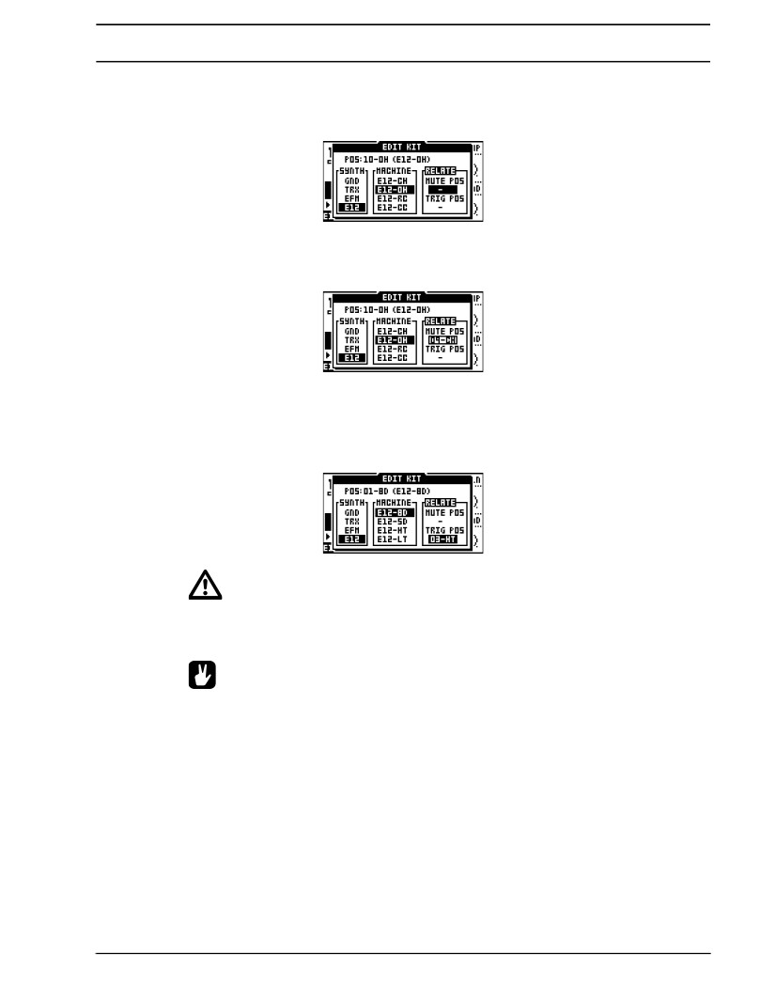 EDIT KIT
POS:10-OH (E12-OH)
SYNTH MACHINE RELATE
GND E12-CH MUTE POS
TRX E12-OH -
EFM E12-RC TRIG POS
E12 E12-CC -
EDIT KIT
POS:10-OH (E12-OH)
SYNTH MACHINE RELATE
GND E12-CH MUTE POS
TRX E12-OH
EFM E12-RC TRIG POS
E12 E12-CC -
EDIT KIT
POS:01-BD (E12-BD)
SYNTH MACHINE RELATE
GND E12-BD MUTE POS
TRX E12-SD -
EFM E12-HT TRIG POS
E12 E12-LT 03-HT